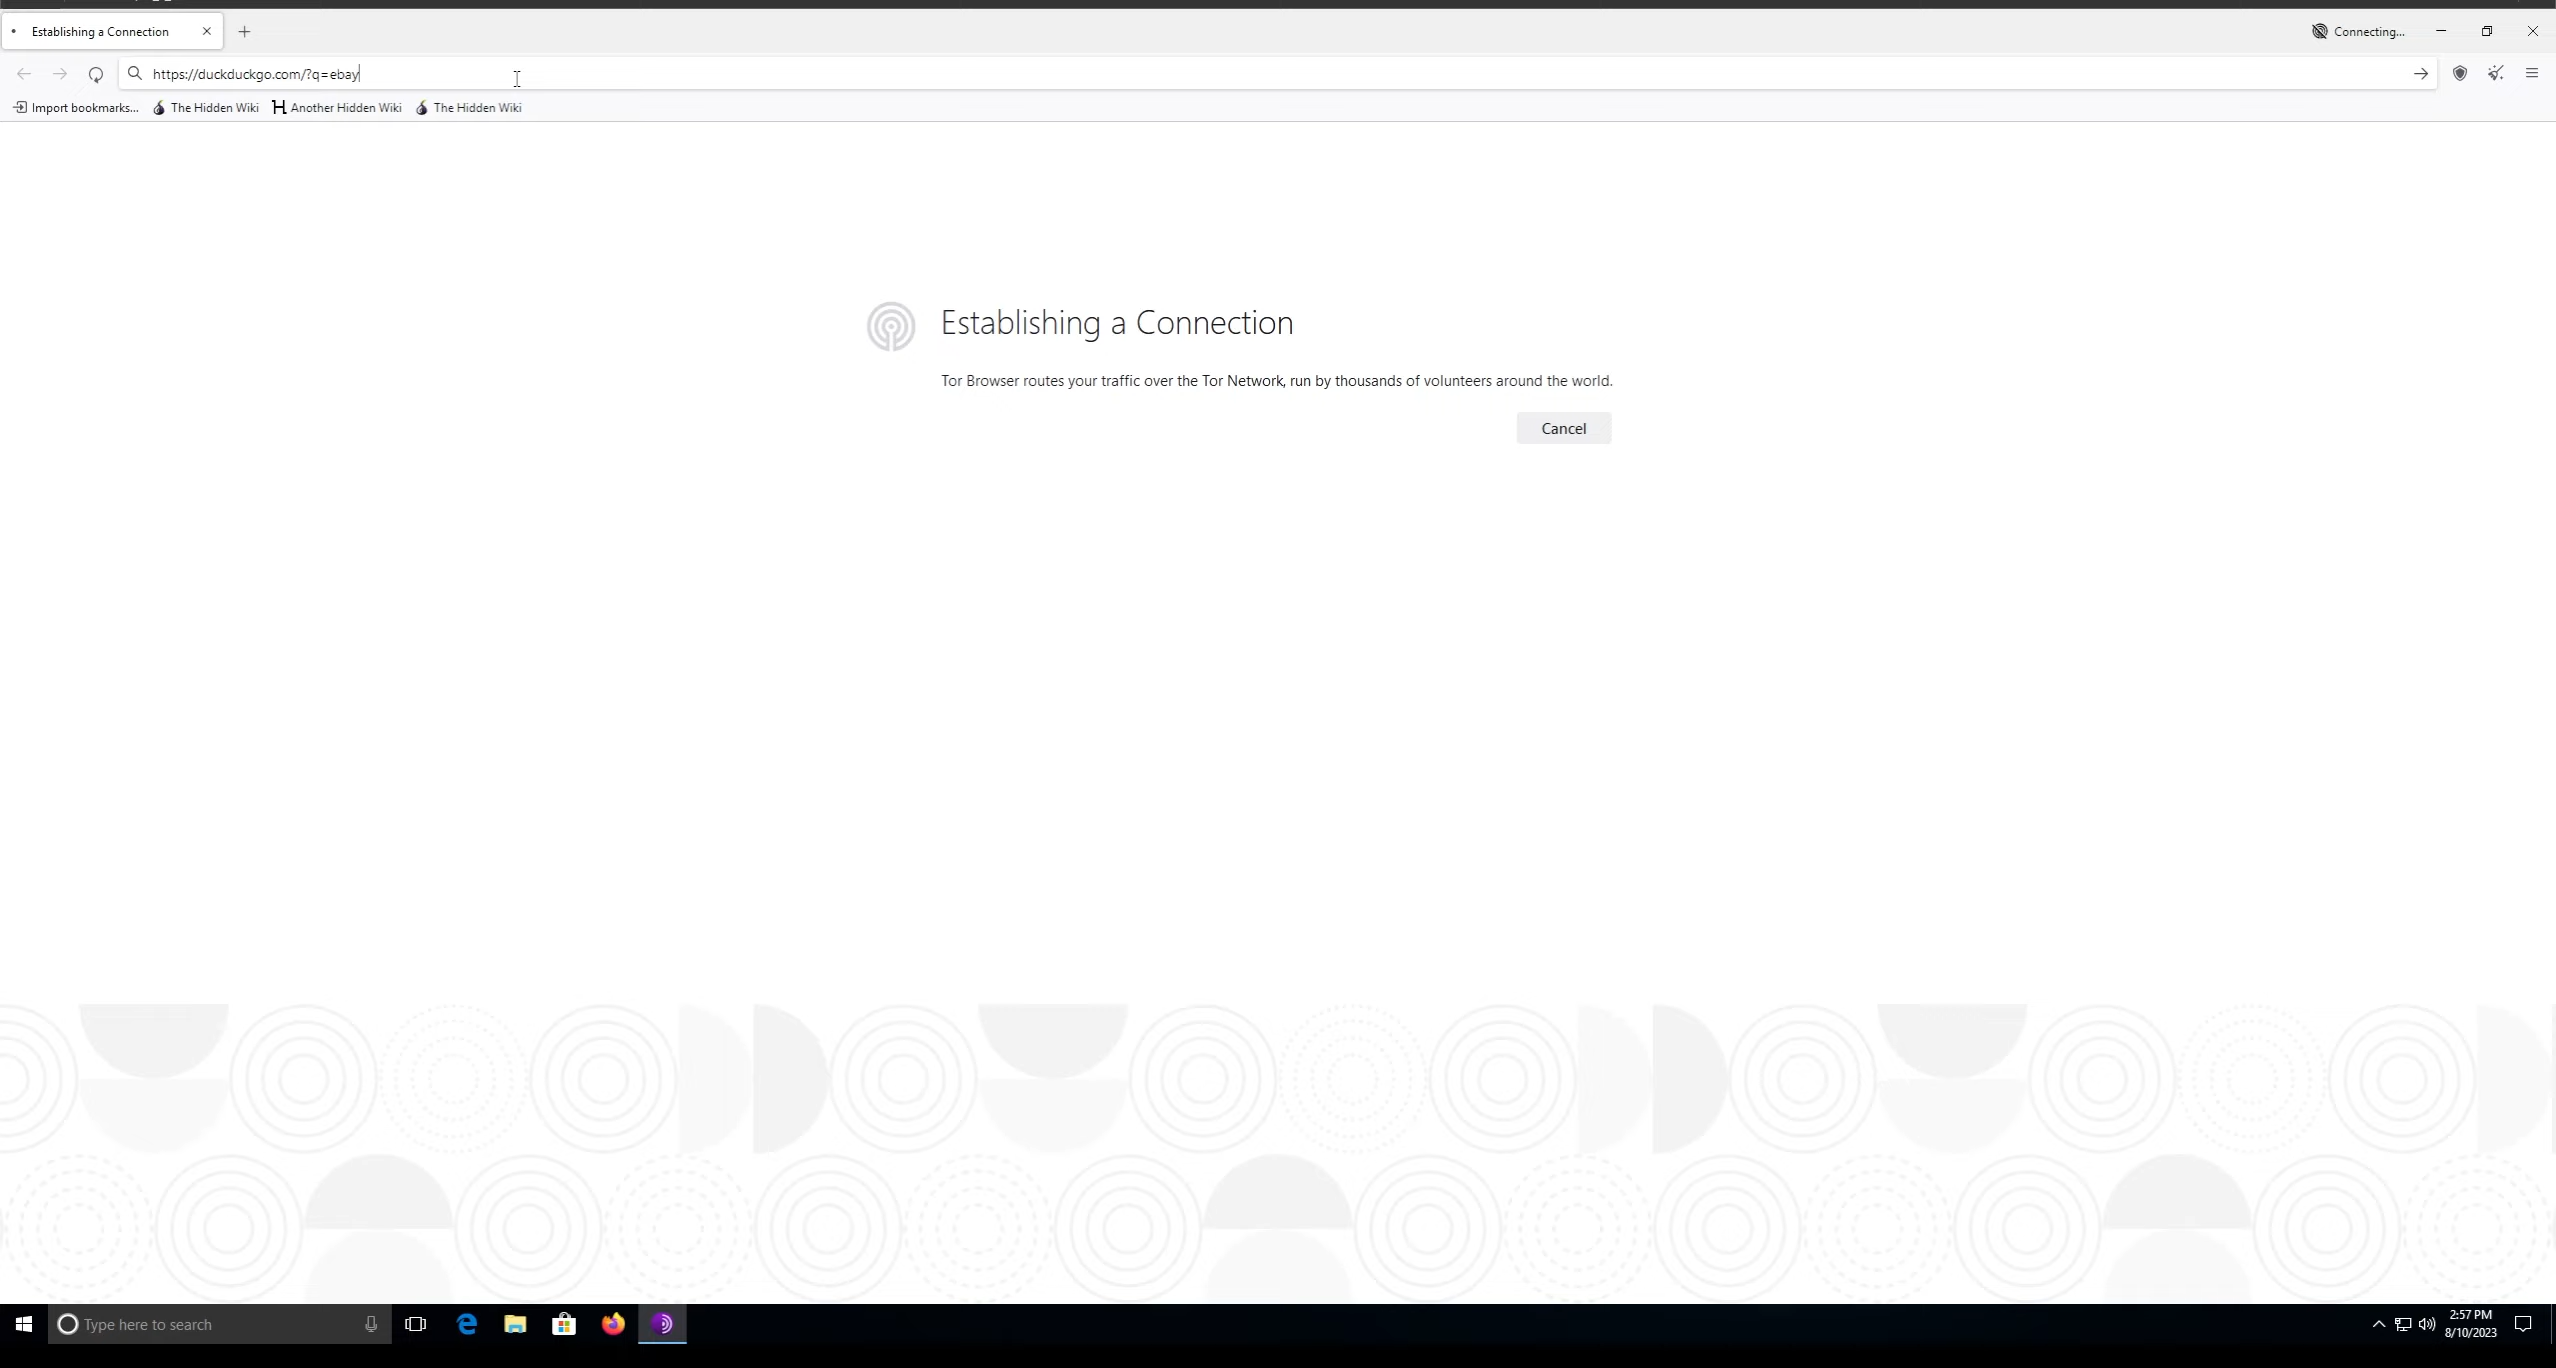 Establishing a Connection
Connecting...
https://duckduckgo.com/?q=ebay
Import bookmarks... The Hidden Wiki Another Hidden Wiki The Hidden Wiki
Establishing a Connection
Tor Browser routes your traffic over the Tor Network, run by thousands of volunteers around the world.
Cancel
Type here to search
2:57 PM
8/10/2023